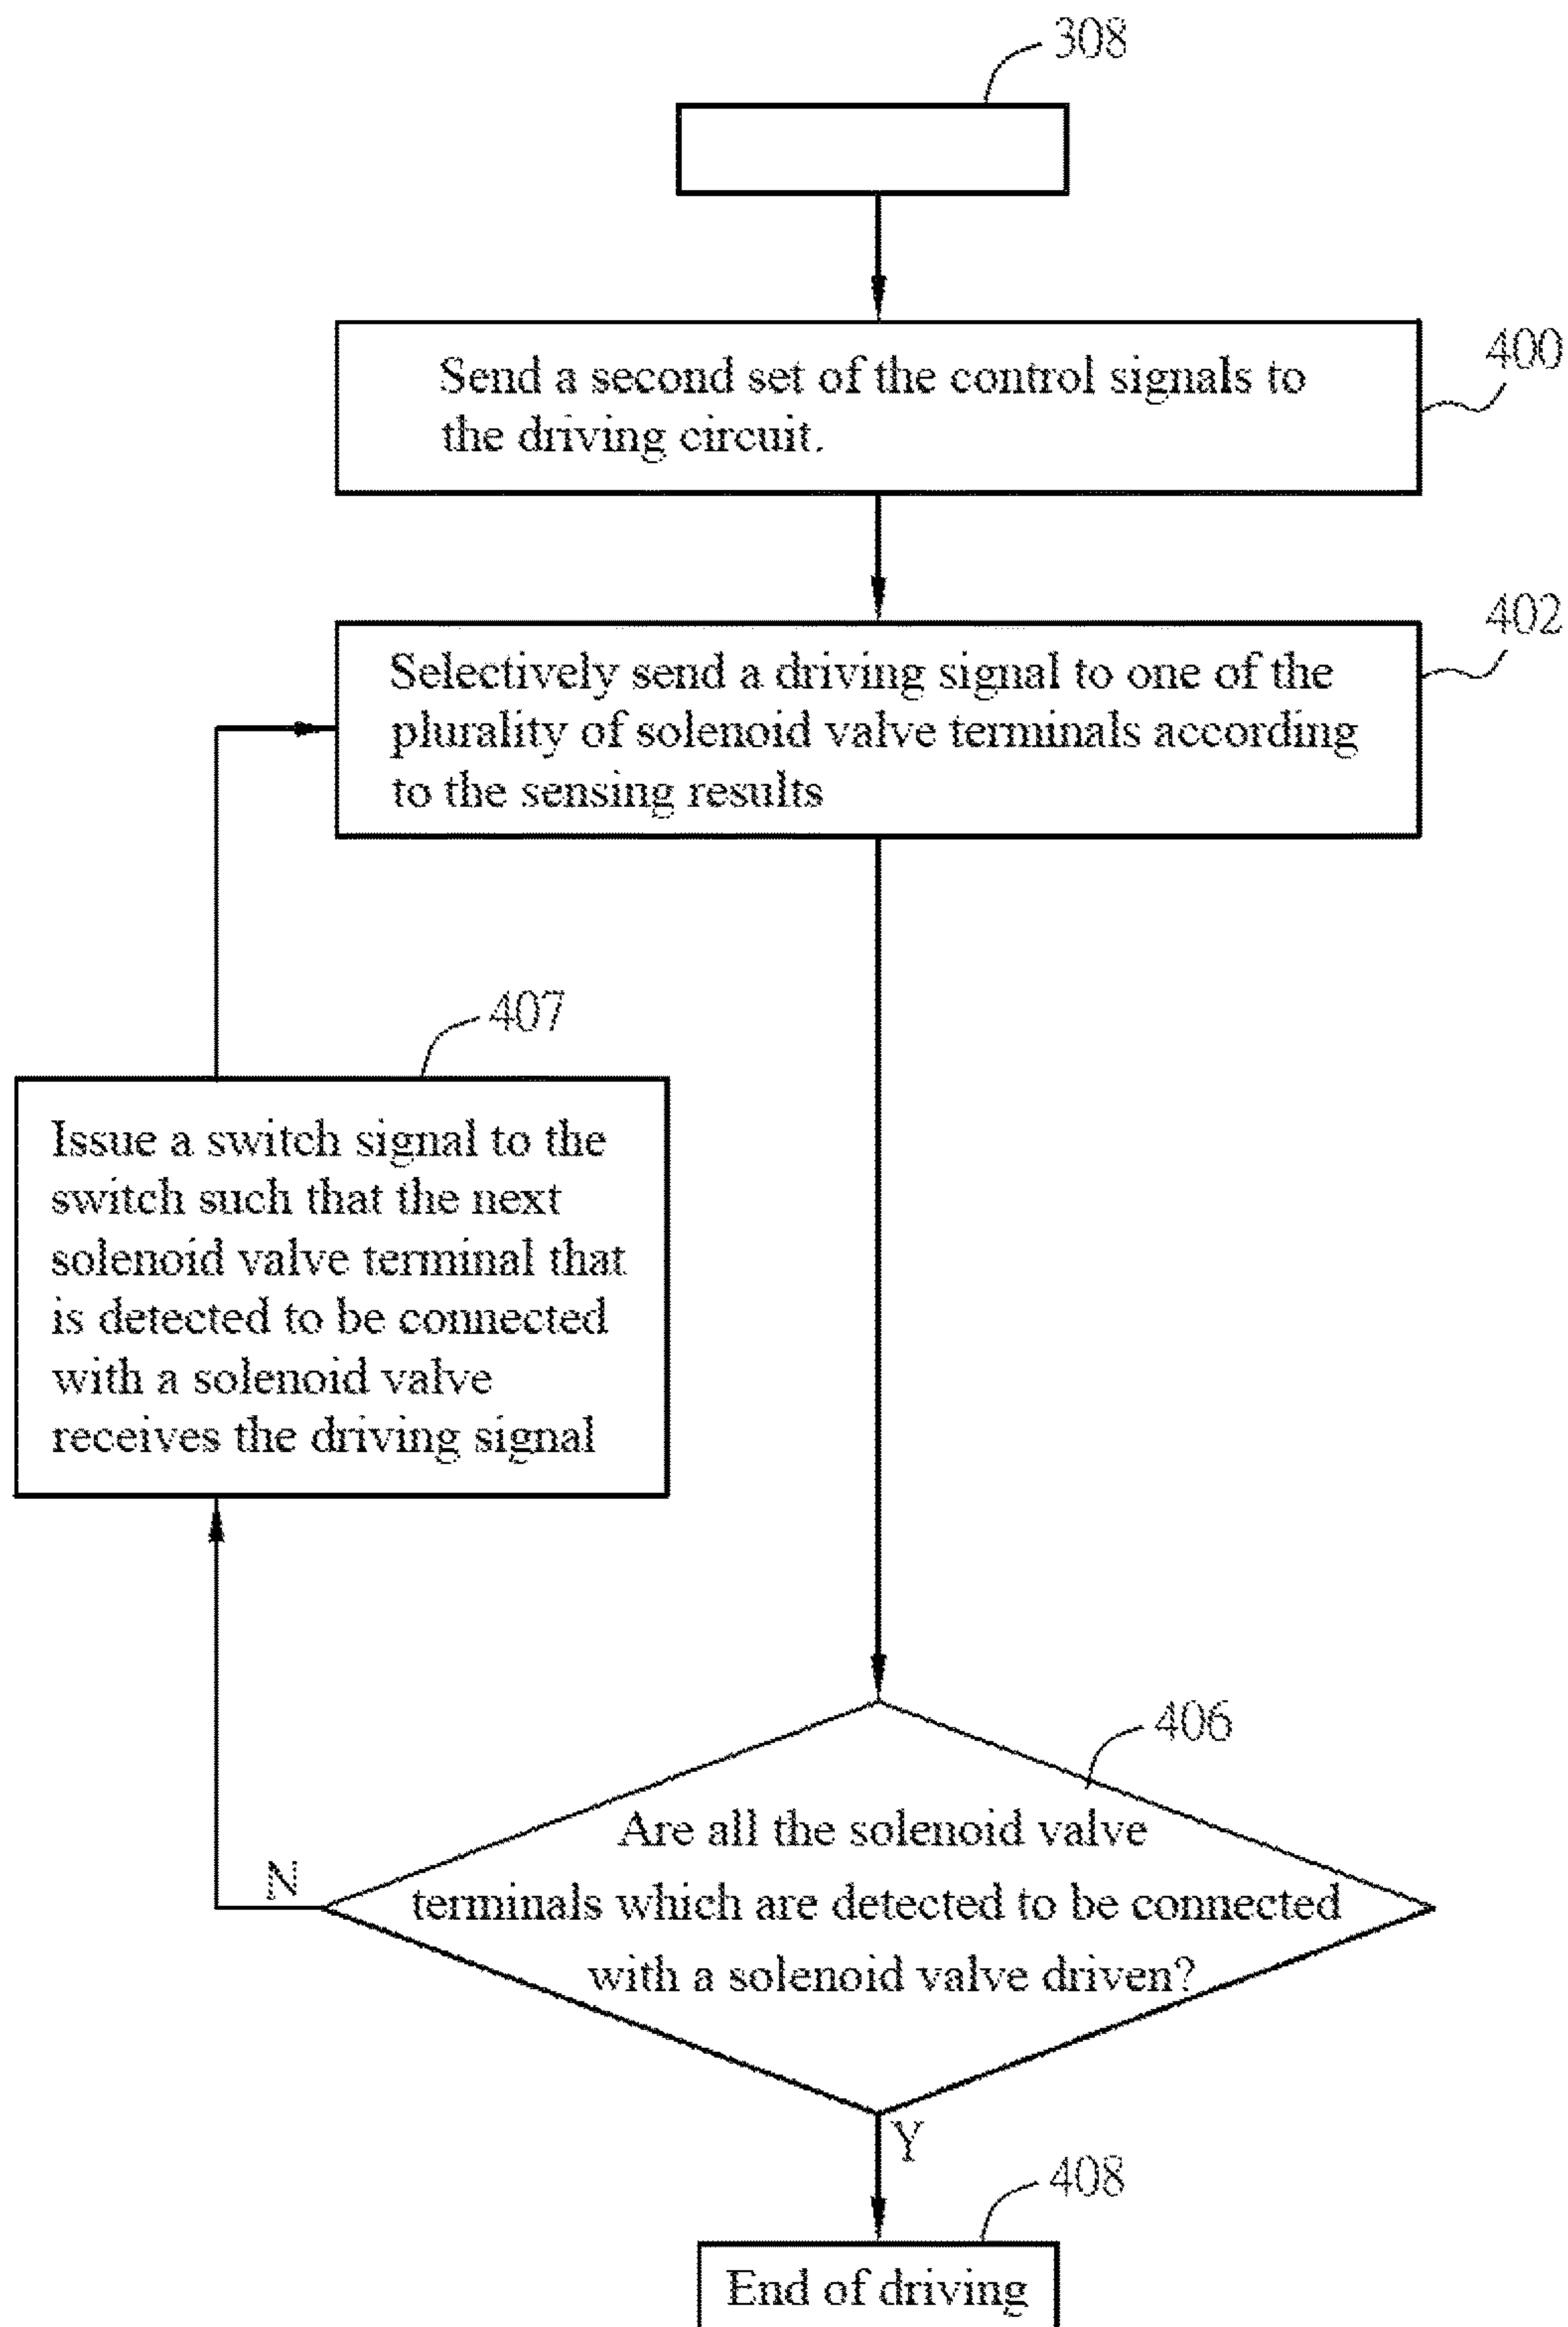 308
Send a second set of the control signals to
the driving circuit.
400
Selectively send a driving signal to one of the
plurality of solenoid valve terminals according
to the sensing results
402
407
Issue a switch signal to the
switch such that the next
solenoid valve terminal that
is detected to be connected
with a solenoid valve
receives the driving signal
406
Are all the solenoid valve
terminals which are detected to be connected
with a solenoid valve driven?
N
Y
408
End of driving